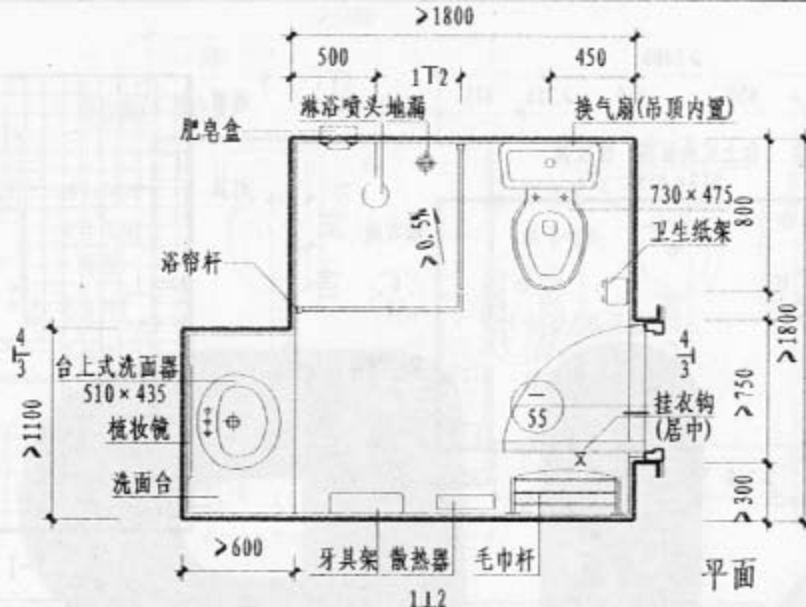 ≥1800
500
450
1 2
淋浴喷头 地漏
换气扇(吊顶内置)
肥皂盒
730×475
800
卫生纸架
≥0.5%
浴帘杆
≥1800
4
3
4
3
台上式洗面器
510×435
55
挂衣钩
(居中)
≥750
≥1100
梳妆镜
洗面台
≥300
≥600
牙具架 散热器 毛巾杆
平面
1 2